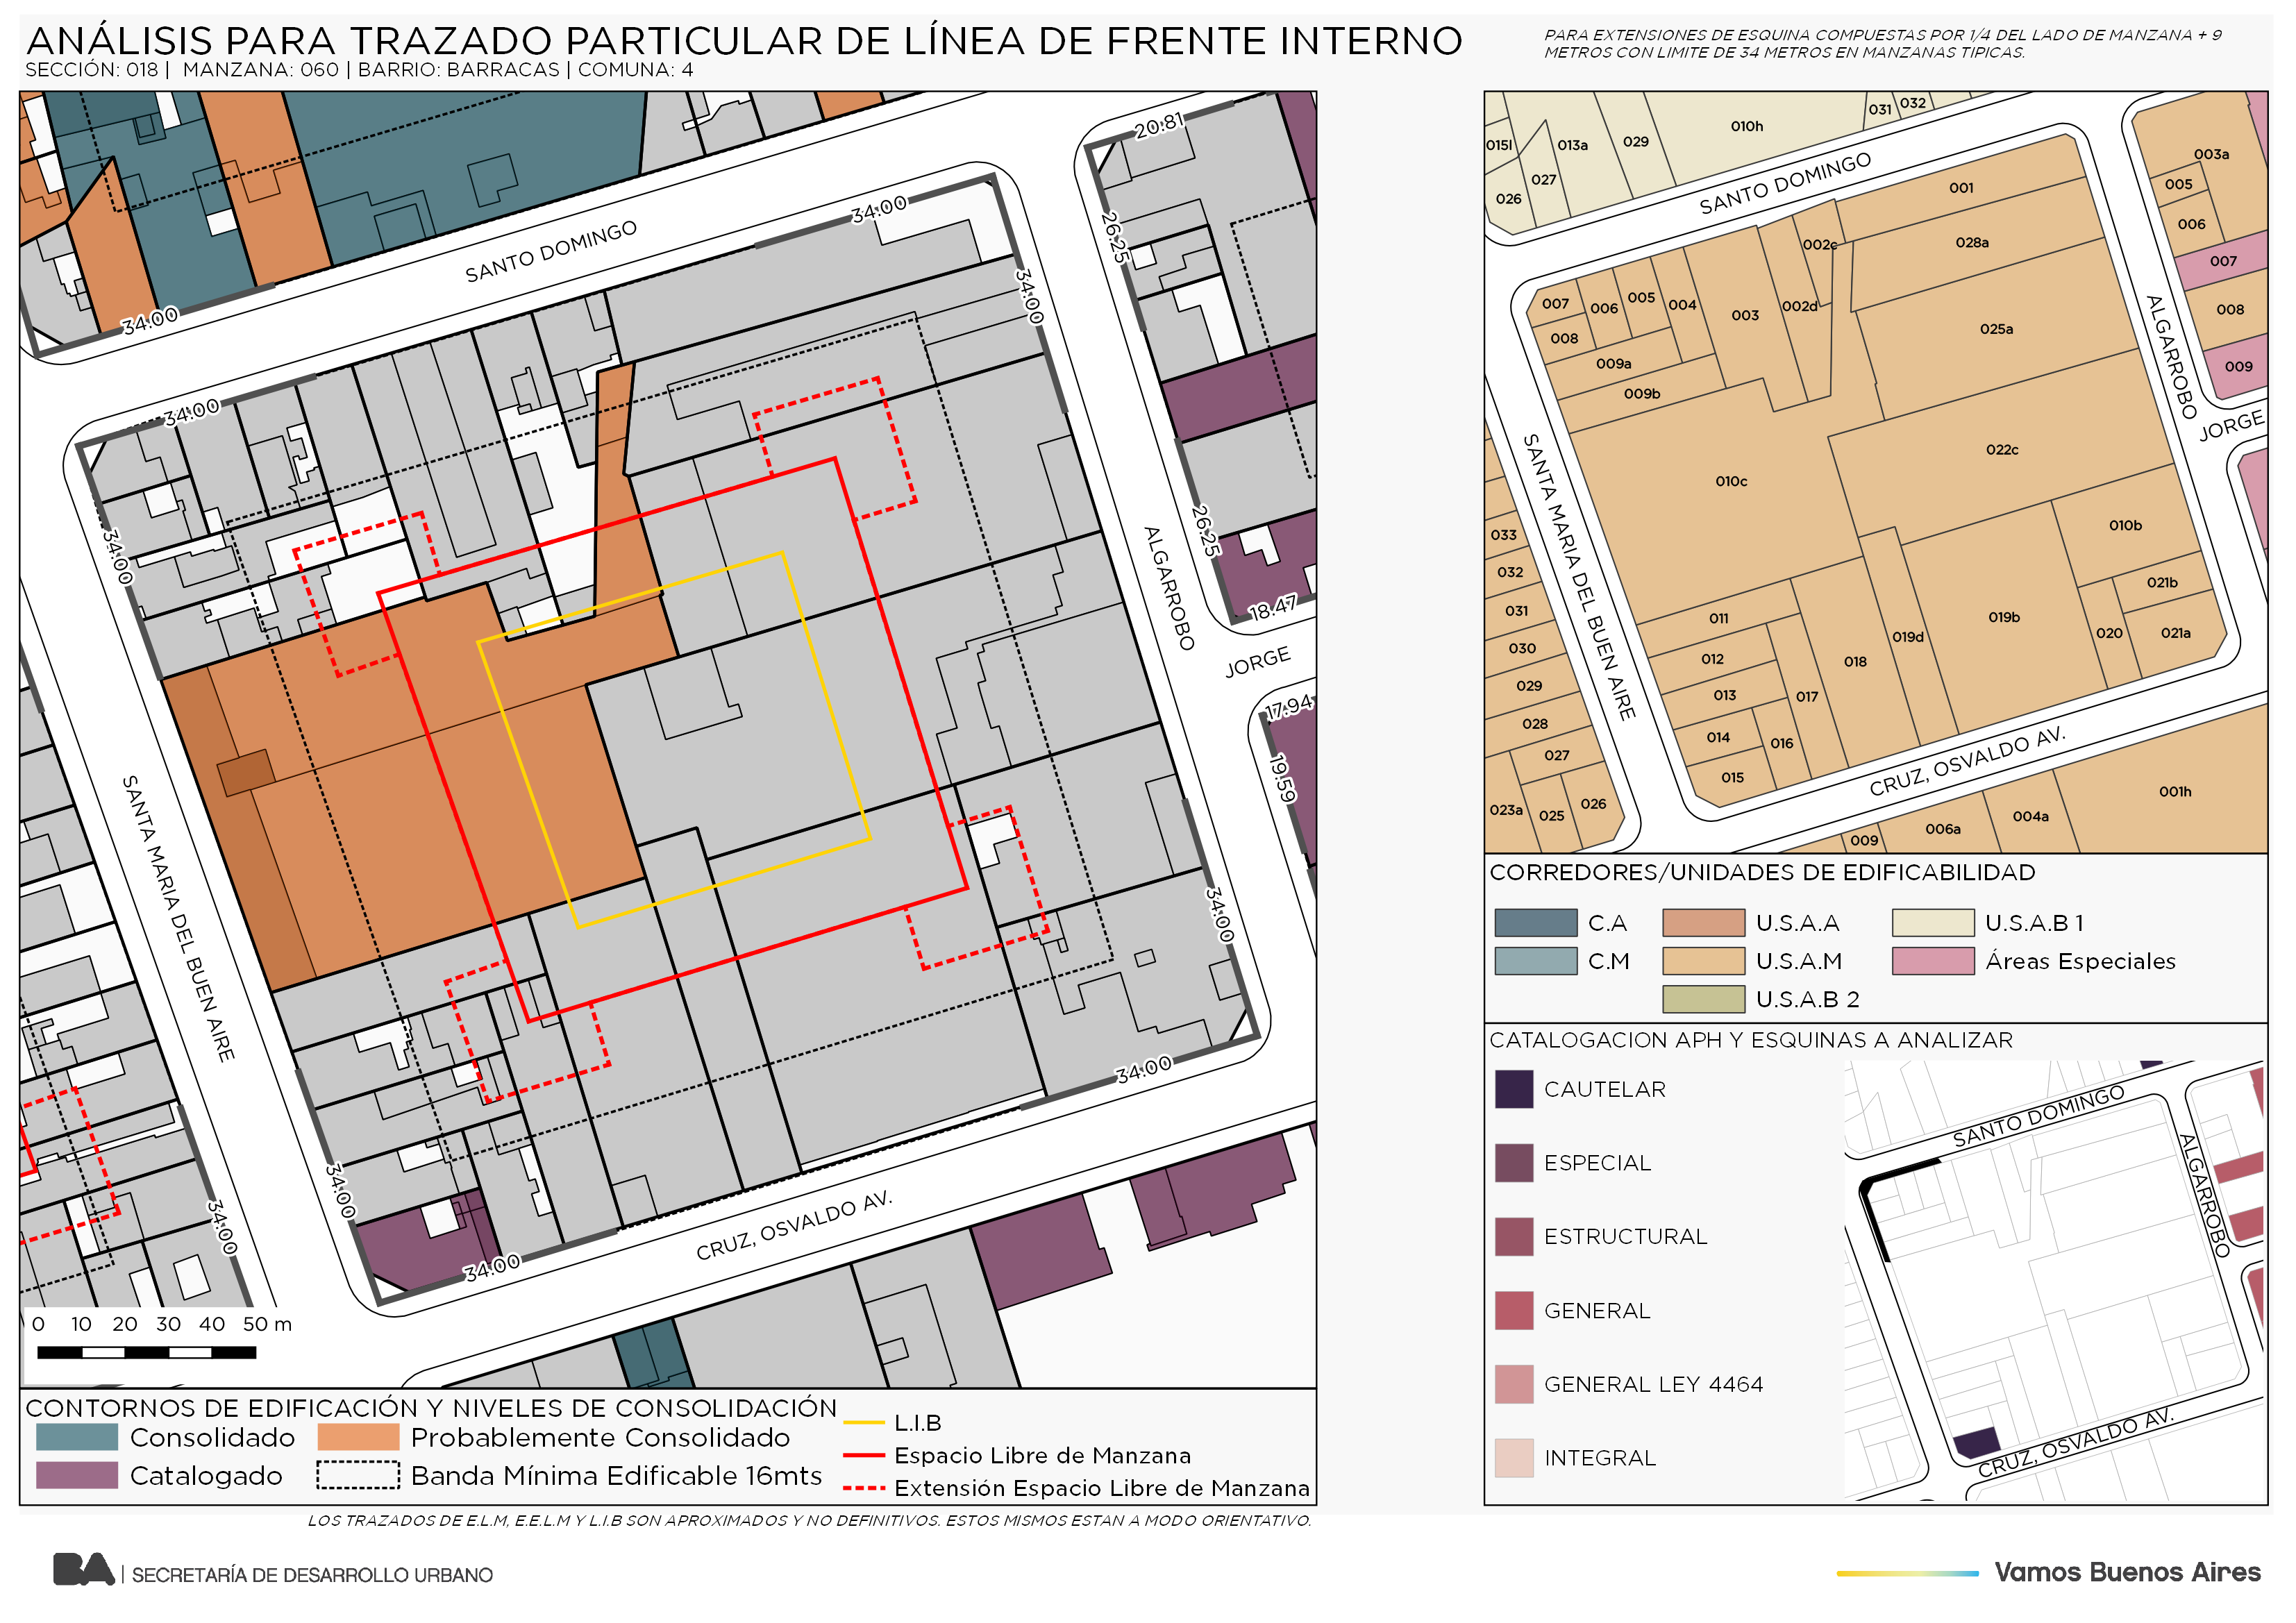 ANÁLISIS PARA TRAZADO PARTICULAR DE LÍNEA DE FRENTE INTERNO
SECCIÓN: 018 | MANZANA: 060 | BARRIO: BARRACAS | COMUNA: 4
PARA EXTENSIONES DE ESQUINA COMPUESTAS POR 1/4 DEL LADO DE MANZANA + 9
METROS CON LIMITE DE 34 METROS EN MANZANAS TIPICAS.
20.81
34.00
SANTO DOMINGO
26.25
34.00
34.00
34.00
34.00
26.25
ALGARROBO
18.47
JORGE
17.94
19.59
SANTA MARIA DEL BUEN AIRE
34.00
34.00
34.00
34.00
34.00
CRUZ, OSVALDO AV.
0 10 20 30 40 50 m
CONTORNOS DE EDIFICACIÓN Y NIVELES DE CONSOLIDACIÓN
Consolidado
Probablemente Consolidado
Catalogado
Banda Mínima Edificable 16mts
L.I.B
Espacio Libre de Manzana
Extensión Espacio Libre de Manzana
LOS TRAZADOS DE E.L.M, E.E.L.M Y L.I.B SON APROXIMADOS Y NO DEFINITIVOS. ESTOS MISMOS ESTAN A MODO ORIENTATIVO.
031
032
010h
029
013a
015l
027
026
SANTO DOMINGO
003a
005
006
007
008
009
001
028a
002c
025a
007
006
005
004
003
002d
008
009a
009b
ALGARROBO
JORGE
022c
010c
010b
021b
021a
020
019b
019d
018
017
016
011
012
013
014
015
SANTA MARIA DEL BUEN AIRE
033
032
031
030
029
028
027
026
025
023a
CRUZ, OSVALDO AV.
009
006a
004a
001h
CORREDORES/UNIDADES DE EDIFICABILIDAD
C.A
U.S.A.A
U.S.A.B 1
C.M
U.S.A.M
Áreas Especiales
U.S.A.B 2
CATALOGACION APH Y ESQUINAS A ANALIZAR
CAUTELAR
ESPECIAL
ESTRUCTURAL
GENERAL
GENERAL LEY 4464
INTEGRAL
SANTO DOMINGO
ALGARROBO
CRUZ, OSVALDO AV.
BA | SECRETARÍA DE DESARROLLO URBANO
Vamos Buenos Aires